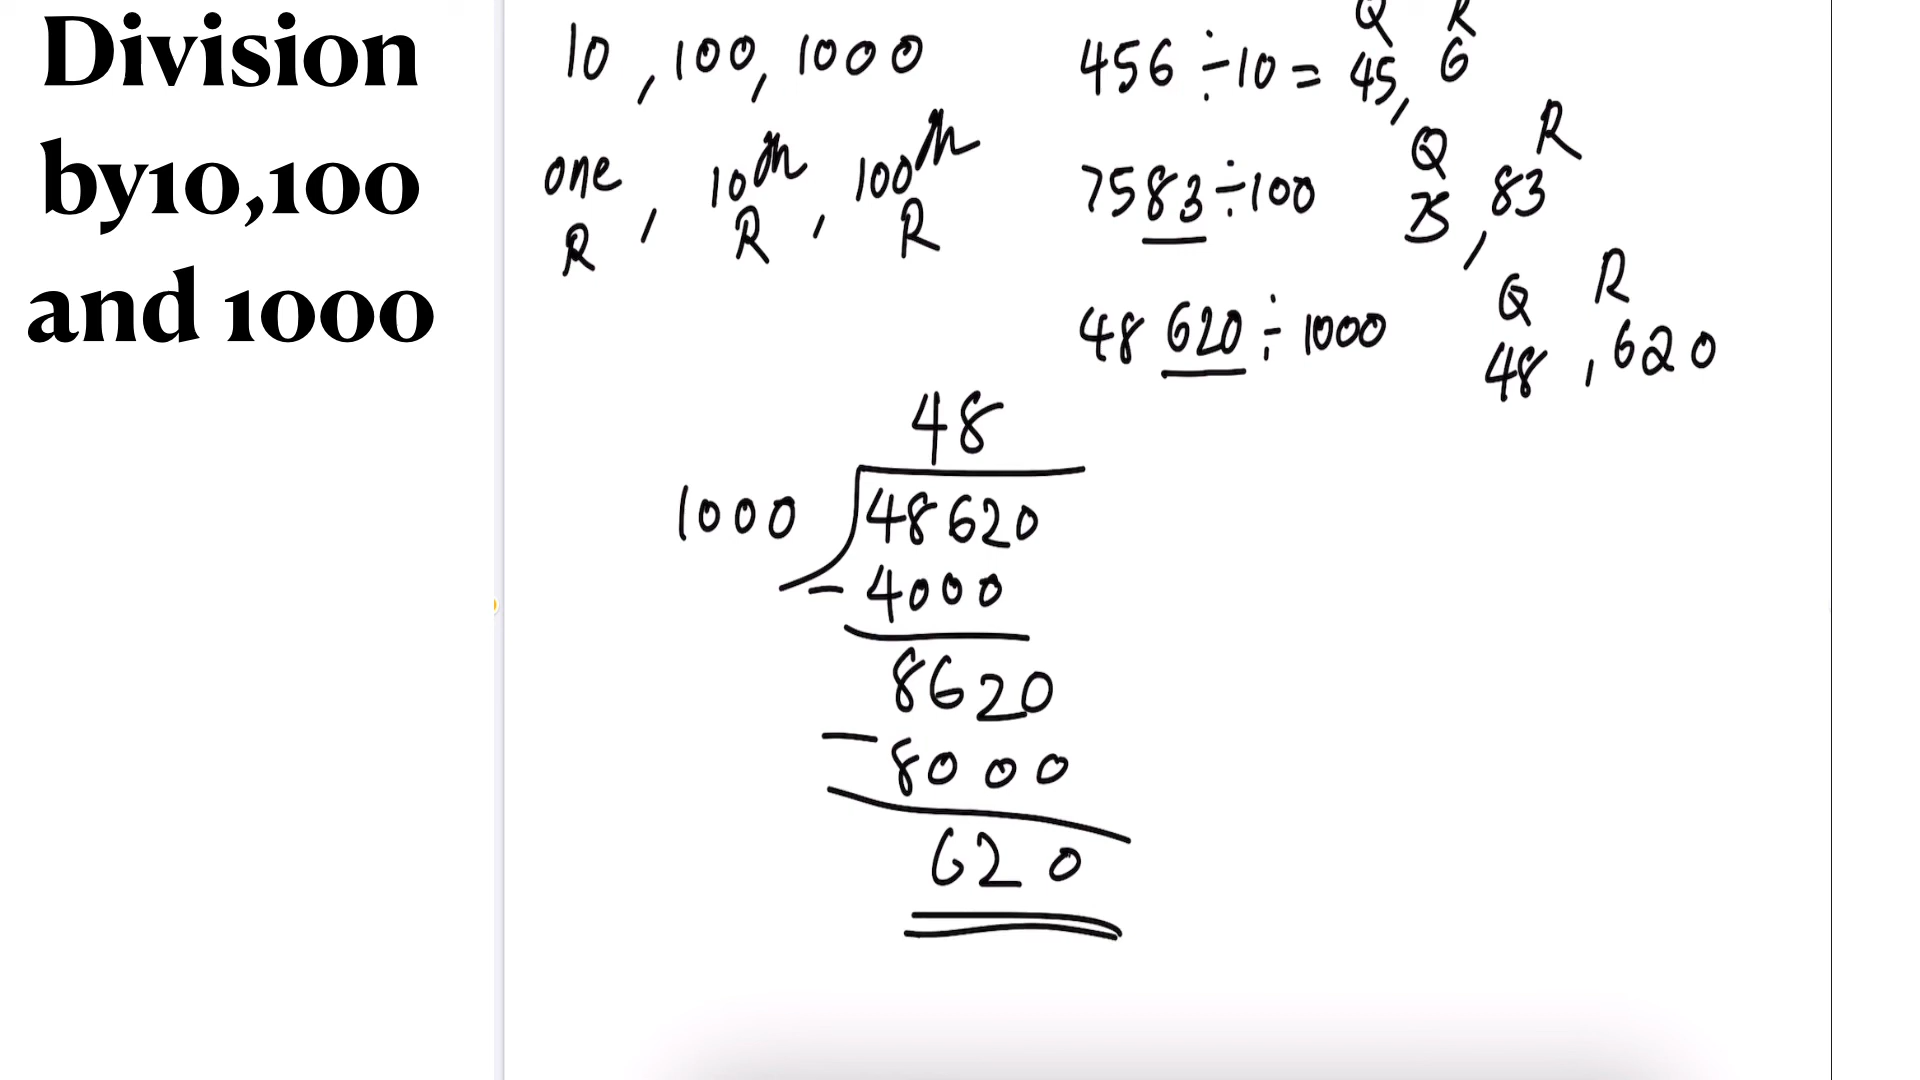 Division
by10,100
and 1000
10 , 100, 1000
one , 10th , 100th
R R R
Q R
456 ÷ 10 = 45, 6
Q R
7583 ÷ 100 75 , 83
Q R
48 620 ÷ 1000 48 , 620
48
1000 48620
- 4000
8620
- 8000
620